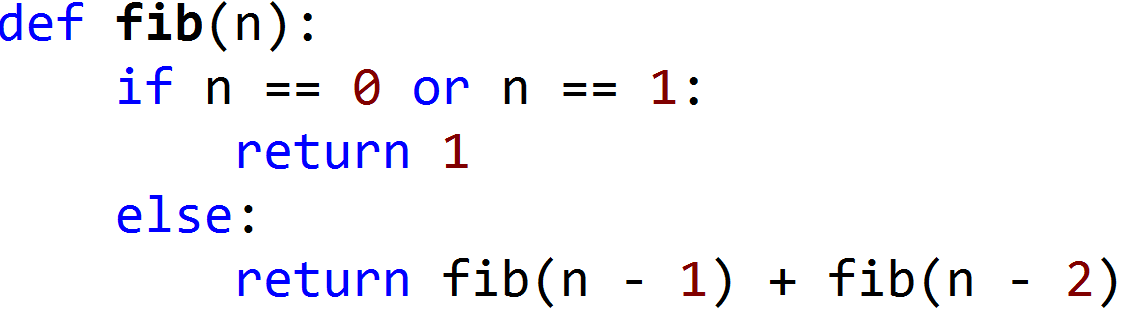 def fib(n):
    if n == 0 or n == 1:
        return 1
    else:
        return fib(n - 1) + fib(n - 2)